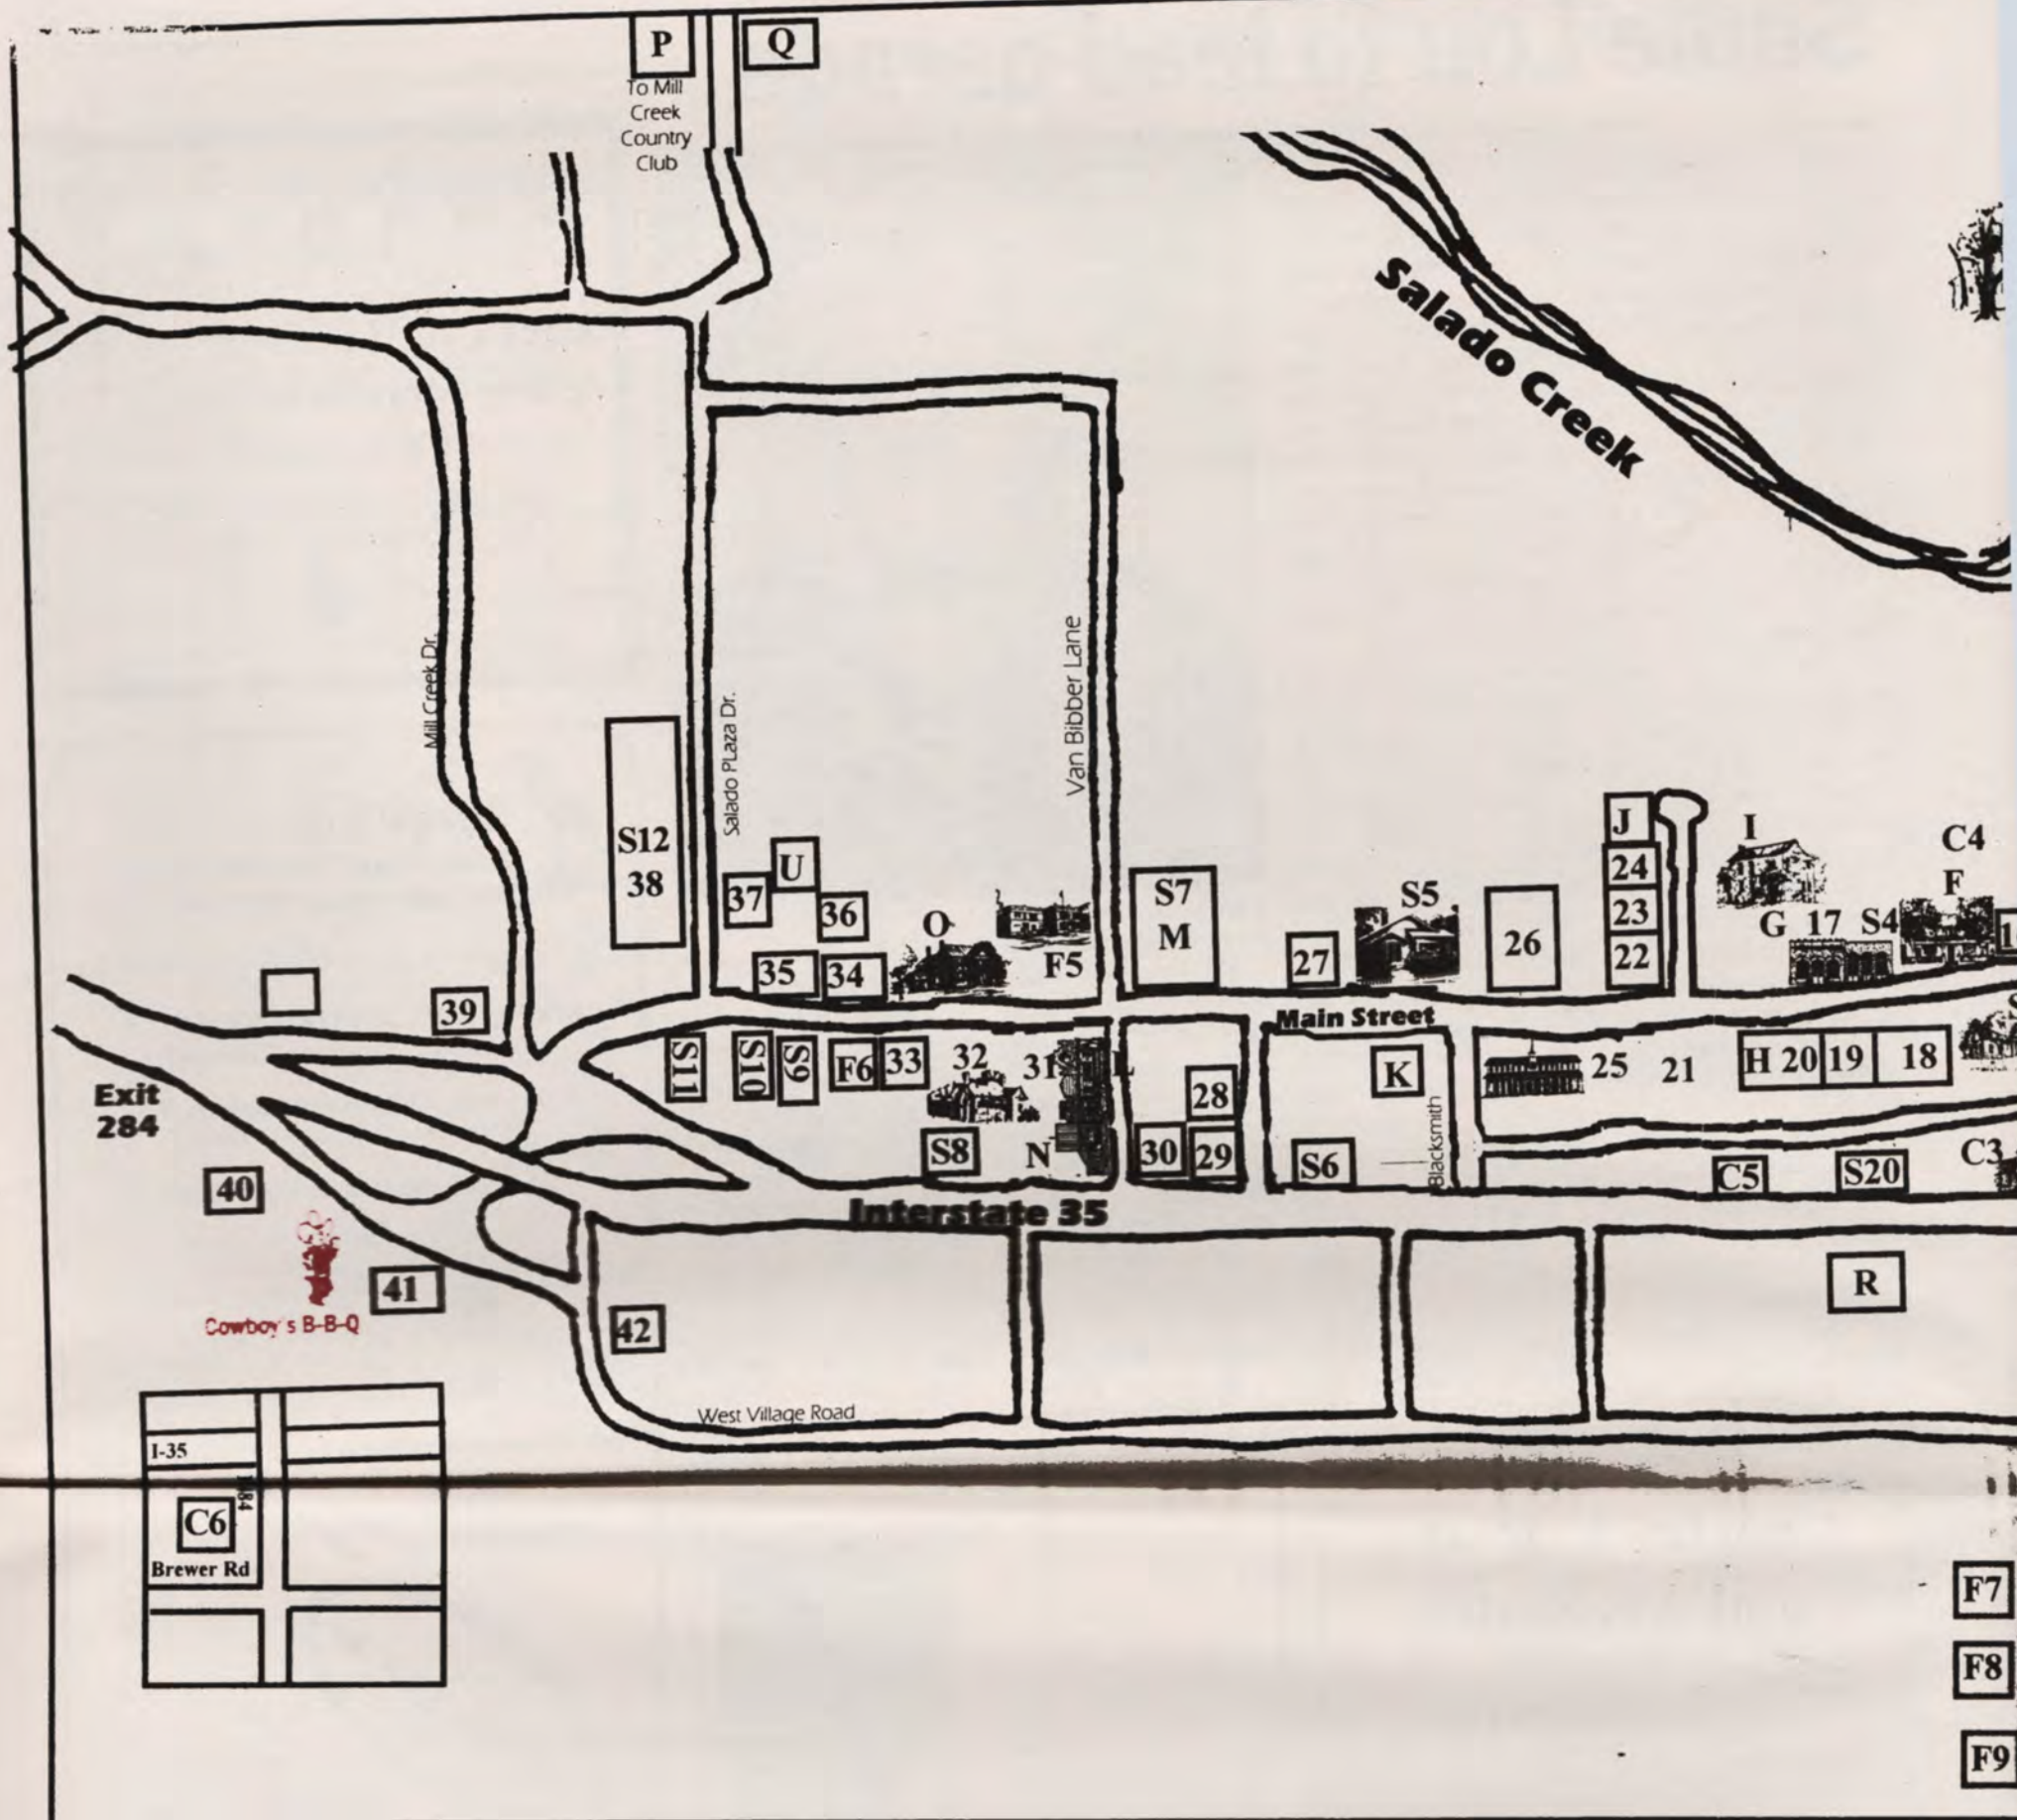 P
Q
To Mill
Creek
Country
Club
Salado Creek
Mill Creek Dr.
Salado PLaza Dr.
Van Bibber Lane
S12
38
U
37
36
35
34
O
F5
S7
M
27
S5
26
J
24
23
22
I
G 17 S4
C4
F
39
Main Street
S11
S10
S9
F6
33
32
31
L
S8
N
28
30
29
K
S6
Blacksmith
25
21
H 20
19
18
C5
S20
C3
Exit
284
40
41
Cowboy's B-B-Q
42
Interstate 35
R
West Village Road
I-35
C6
Brewer Rd
F7
F8
F9